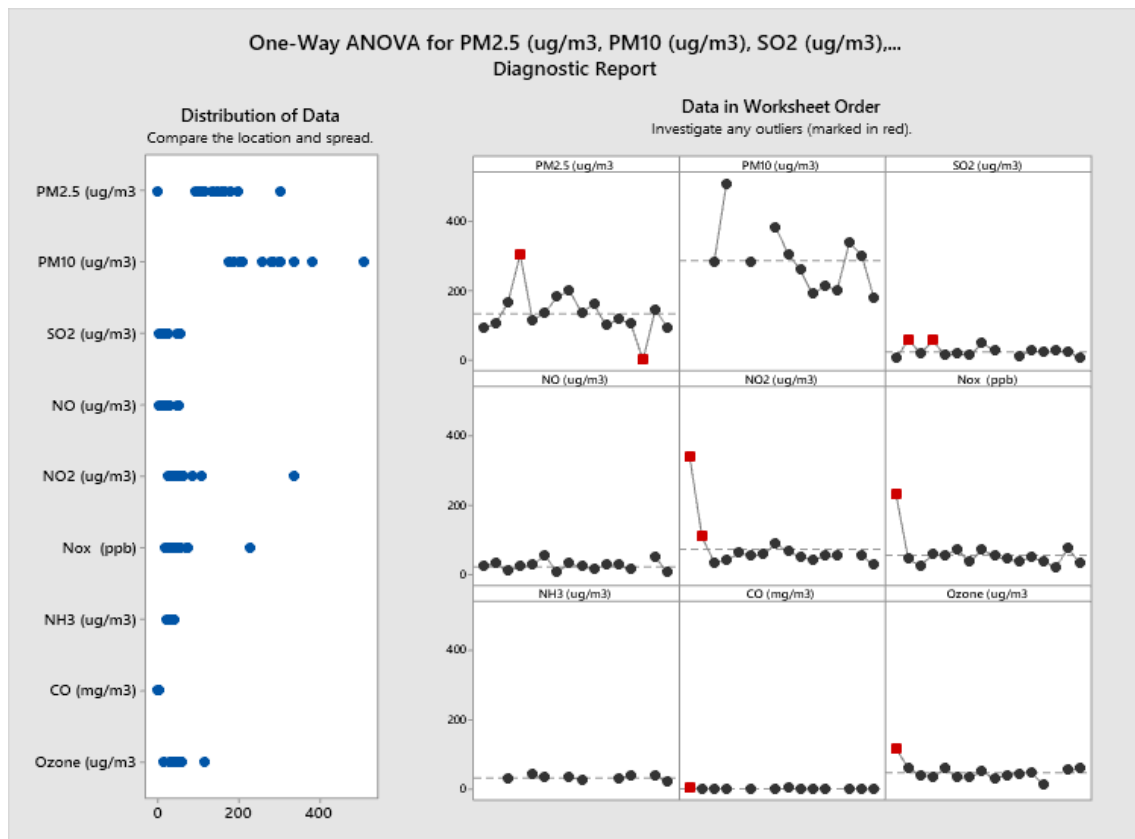 One-Way ANOVA for PM2.5 (ug/m3, PM10 (ug/m3), SO2 (ug/m3),...
Diagnostic Report
Distribution of Data
Compare the location and spread.
PM2.5 (ug/m3
PM10 (ug/m3)
SO2 (ug/m3)
NO (ug/m3)
NO2 (ug/m3)
Nox (ppb)
NH3 (ug/m3)
CO (mg/m3)
Ozone (ug/m3
0 200 400
Data in Worksheet Order
Investigate any outliers (marked in red).
PM2.5 (ug/m3 PM10 (ug/m3) SO2 (ug/m3)
400
200
0
NO (ug/m3) NO2 (ug/m3) Nox (ppb)
400
200
0
NH3 (ug/m3) CO (mg/m3) Ozone (ug/m3
400
200
0